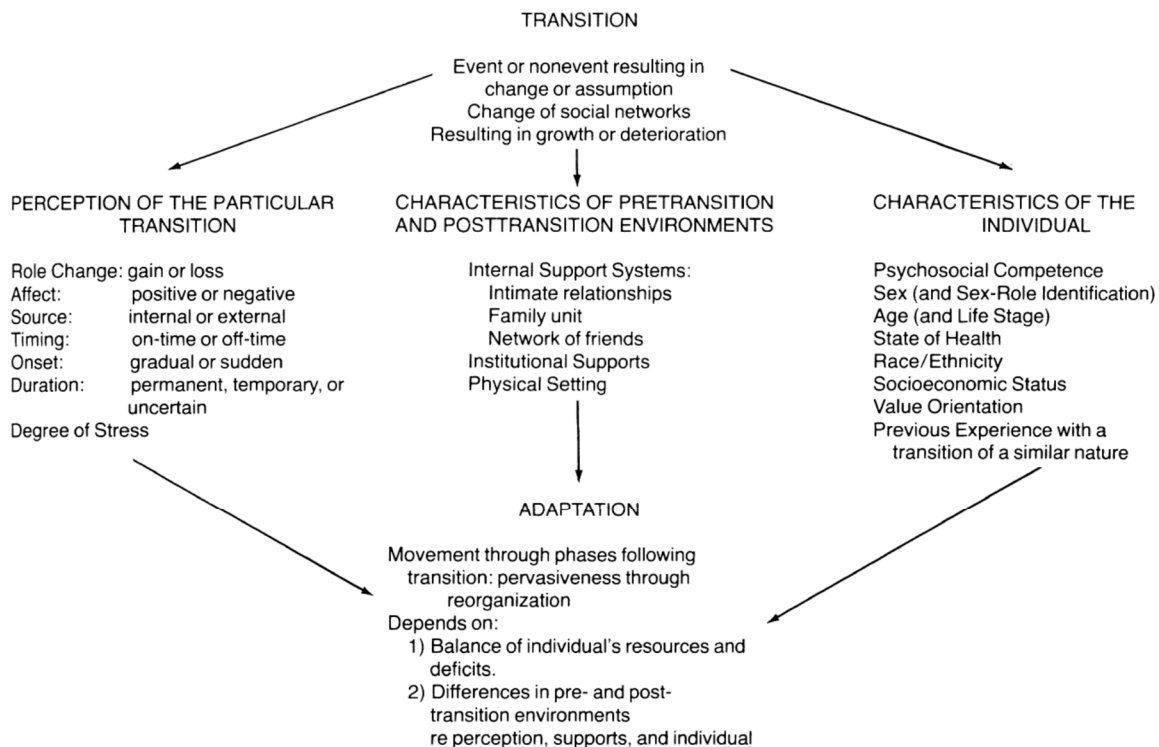 TRANSITION
Event or nonevent resulting in
change or assumption
Change of social networks
Resulting in growth or deterioration
PERCEPTION OF THE PARTICULAR
TRANSITION
Role Change: gain or loss
Affect: positive or negative
Source: internal or external
Timing: on-time or off-time
Onset: gradual or sudden
Duration: permanent, temporary, or
uncertain
Degree of Stress
CHARACTERISTICS OF PRETRANSITION
AND POSTTRANSITION ENVIRONMENTS
Internal Support Systems:
Intimate relationships
Family unit
Network of friends
Institutional Supports
Physical Setting
CHARACTERISTICS OF THE
INDIVIDUAL
Psychosocial Competence
Sex (and Sex-Role Identification)
Age (and Life Stage)
State of Health
Race/Ethnicity
Socioeconomic Status
Value Orientation
Previous Experience with a
transition of a similar nature
ADAPTATION
Movement through phases following
transition: pervasiveness through
reorganization
Depends on:
1) Balance of individual's resources and
deficits.
2) Differences in pre- and post-
transition environments
re perception, supports, and individual